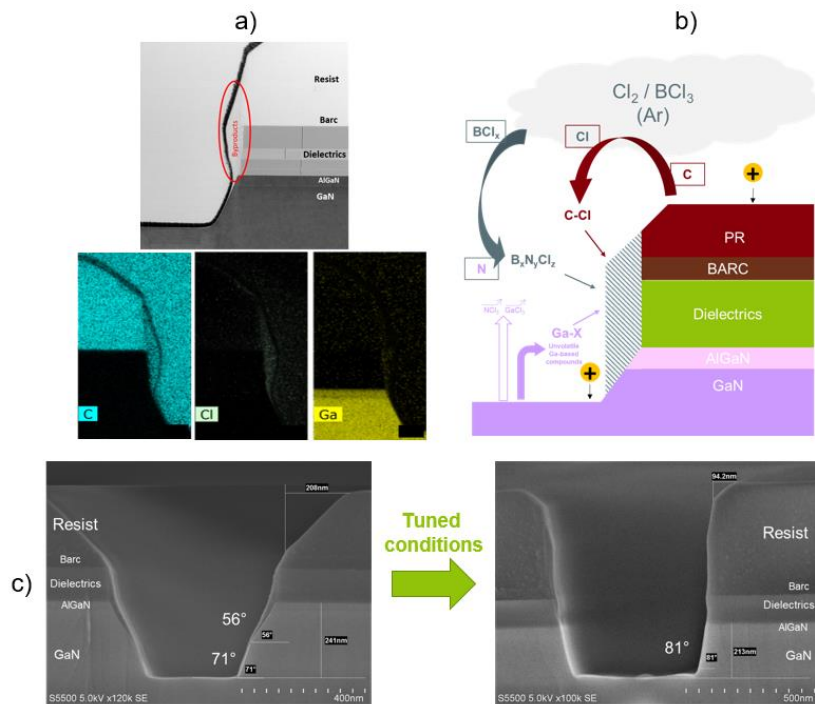 a)
Resist
Barc
Byproducts
Dielectrics
AlGaN
GaN
C
Cl
Ga
b)
Cl2 / BCl3
(Ar)
BClx
Cl
C
+
C-Cl
PR
N
BxNyClz
BARC
Dielectrics
NCl3 GaCl3
Ga-X
Unvolatile
Ga-based
compounds
+
AlGaN
GaN
c)
208nm
Resist
Barc
Dielectrics
AlGaN
GaN
56°
56°
241nm
71°
71°
S5500 5.0kV x120k SE
400nm
Tuned
conditions
94.2nm
Resist
Barc
Dielectrics
AlGaN
GaN
81°
81°
213nm
S5500 5.0kV x100k SE
500nm